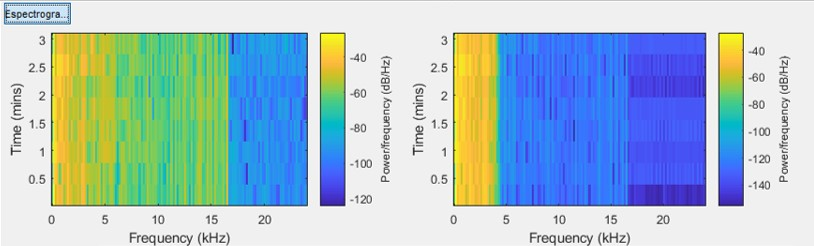 Espectrogra...
3
2.5
2
1.5
1
0.5
Time (mins)
0 5 10 15 20
Frequency (kHz)
-40
-60
-80
-100
-120
Power/frequency (dB/Hz)
3
2.5
2
1.5
1
0.5
Time (mins)
0 5 10 15 20
Frequency (kHz)
-40
-60
-80
-100
-120
-140
Power/frequency (dB/Hz)